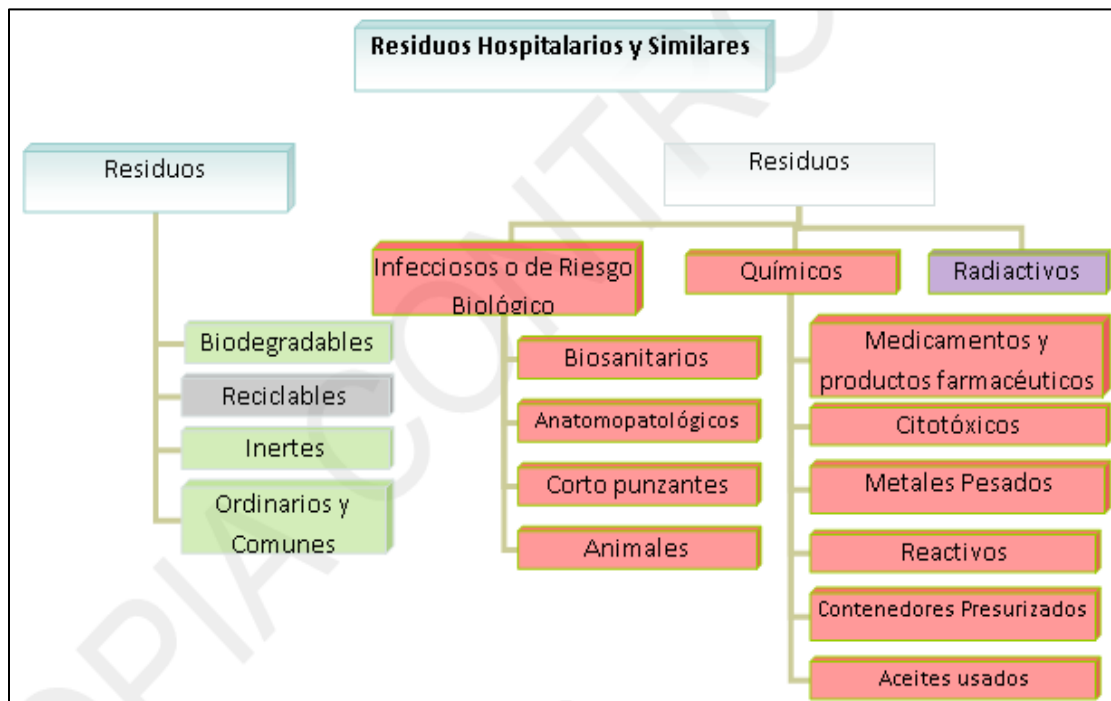 Residuos Hospitalarios y Similares
Residuos
Biodegradables
Reciclables
Inertes
Ordinarios y
Comunes
Residuos
Infecciosos o de Riesgo
Biológico
Biosanitarios
Anatomopatológicos
Corto punzantes
Animales
Químicos
Medicamentos y
productos farmacéuticos
Citotóxicos
Metales Pesados
Reactivos
Contenedores Presurizados
Aceites usados
Radiactivos